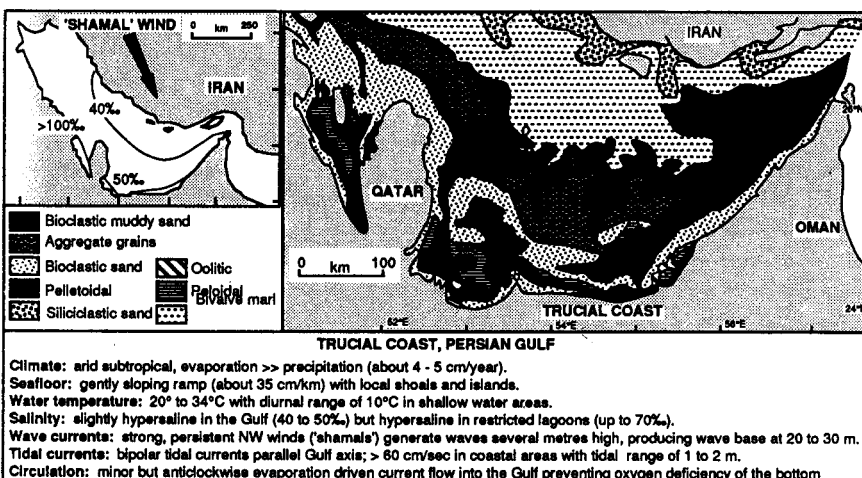 'SHAMAL' WIND
0 km 250
IRAN
40‰
>100‰
50‰
Bioclastic muddy sand
Aggregate grains
Bioclastic sand
Oolitic
Pelletoidal
Peloidal
Bivalve marl
Siliciclastic sand
IRAN
26°N
QATAR
OMAN
0 km 100
TRUCIAL COAST
52°E
54°E
56°E
24°
TRUCIAL COAST, PERSIAN GULF
Climate: arid subtropical, evaporation >> precipitation (about 4 - 5 cm/year).
Seafloor: gently sloping ramp (about 35 cm/km) with local shoals and islands.
Water temperature: 20° to 34°C with diurnal range of 10°C in shallow water areas.
Salinity: slightly hypersaline in the Gulf (40 to 50‰) but hypersaline in restricted lagoons (up to 70‰).
Wave currents: strong, persistent NW winds ('shamals') generate waves several metres high, producing wave base at 20 to 30 m.
Tidal currents: bipolar tidal currents parallel Gulf axis; > 60 cm/sec in coastal areas with tidal range of 1 to 2 m.
Circulation: minor but anticlockwise evaporation driven current flow into the Gulf preventing oxygen deficiency of the bottom